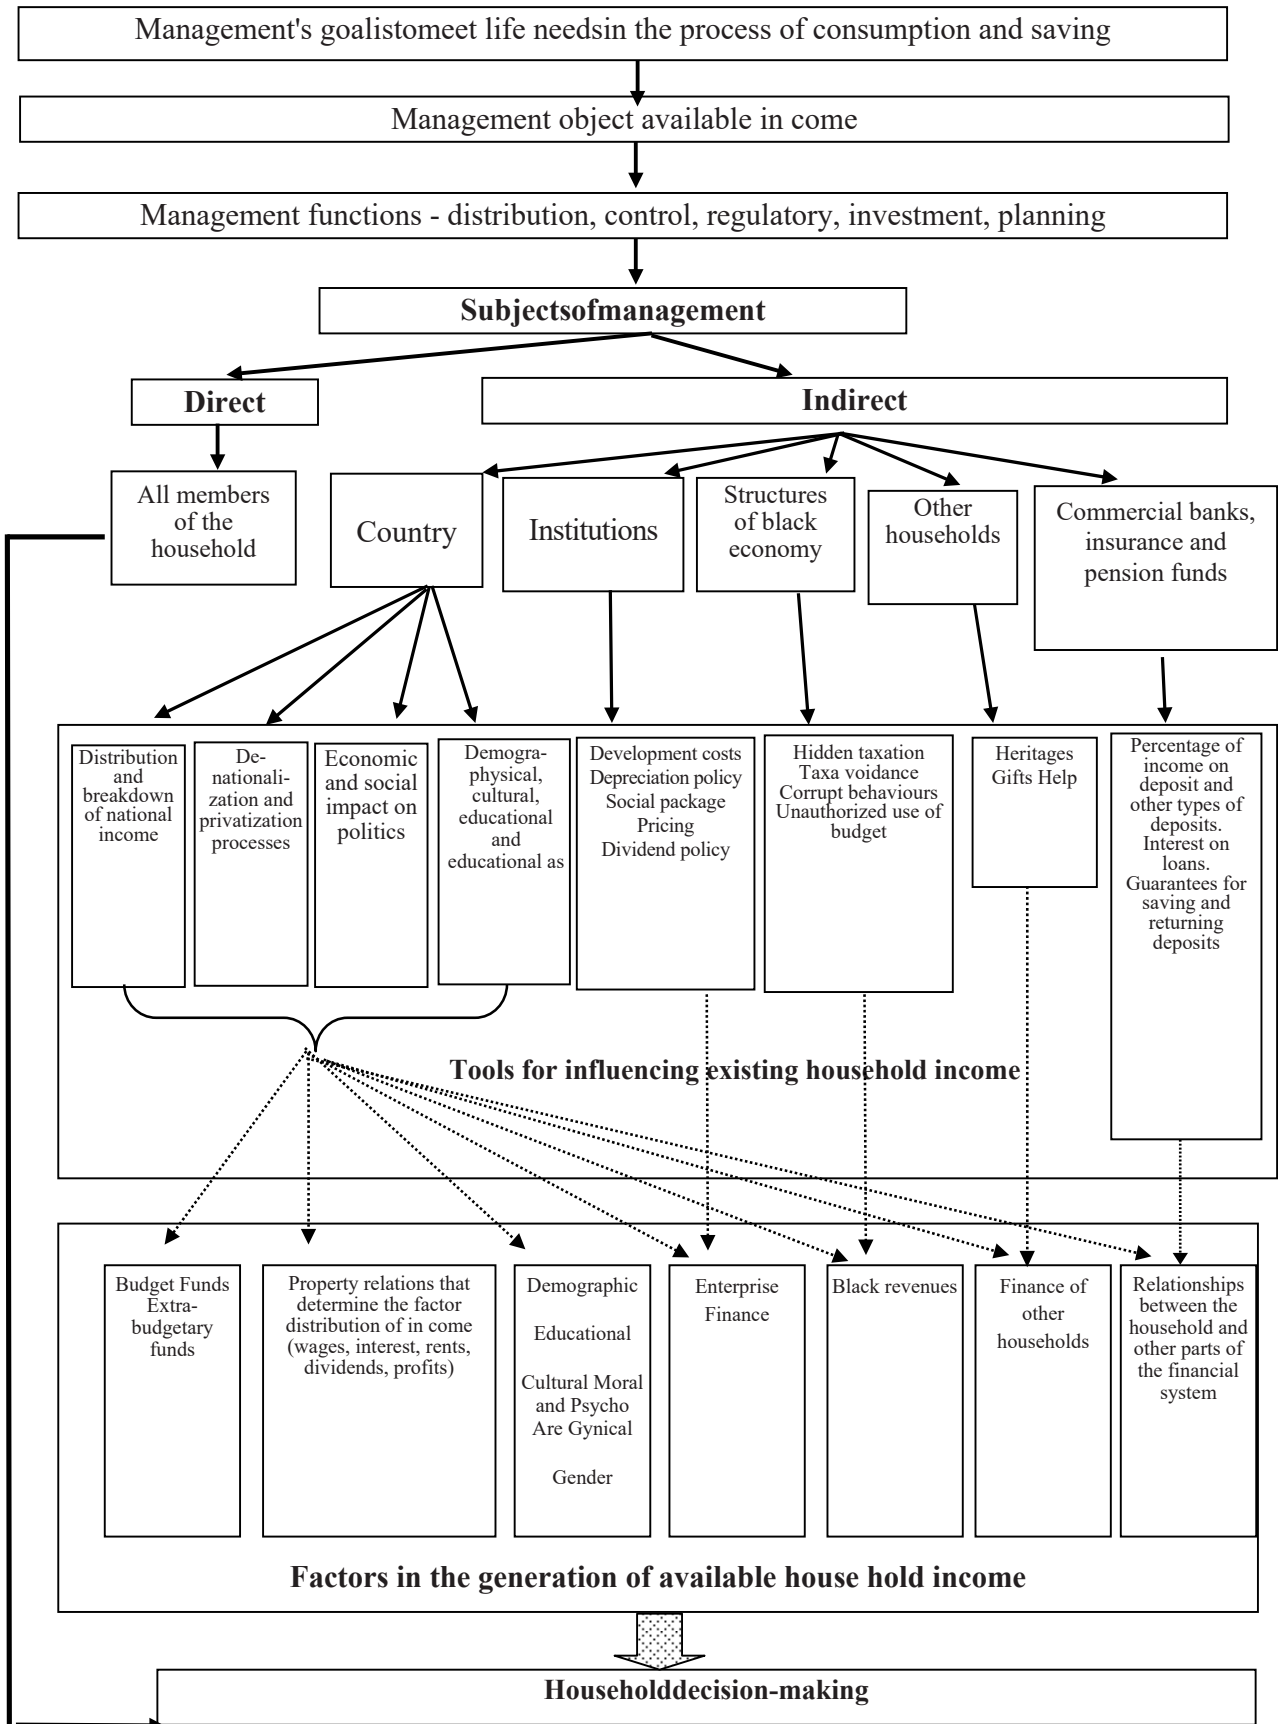 Management's goalistomeet life needsin the process of consumption and saving
Management object available in come
Management functions - distribution, control, regulatory, investment, planning
Subjectsofmanagement
Direct
Indirect
All members
of the
household
Country
Institutions
Structures
of black
economy
Other
households
Commercial banks,
insurance and
pension funds
Distribution
and
breakdown
of national
income
De-
nationali-
zation and
privatization
processes
Economic
and social
impact on
politics
Demogra-
physical,
cultural,
educational
and
educational as
Development costs
Depreciation policy
Social package
Pricing
Dividend policy
Hidden taxation
Taxa voidance
Corrupt behaviours
Unauthorized use of
budget
Heritages
Gifts Help
Percentage of
income on
deposit and
other types of
deposits.
Interest on
loans.
Guarantees for
saving and
returning
deposits
Tools for influencing existing household income
Budget Funds
Extra-
budgetary
funds
Property relations that
determine the factor
distribution of in come
(wages, interest, rents,
dividends, profits)
Demographic
Educational
Cultural Moral
and Psycho
Are Gynical
Gender
Enterprise
Finance
Black revenues
Finance of
other
households
Relationships
between the
household and
other parts of
the financial
system
Factors in the generation of available house hold income
Householddecision-making